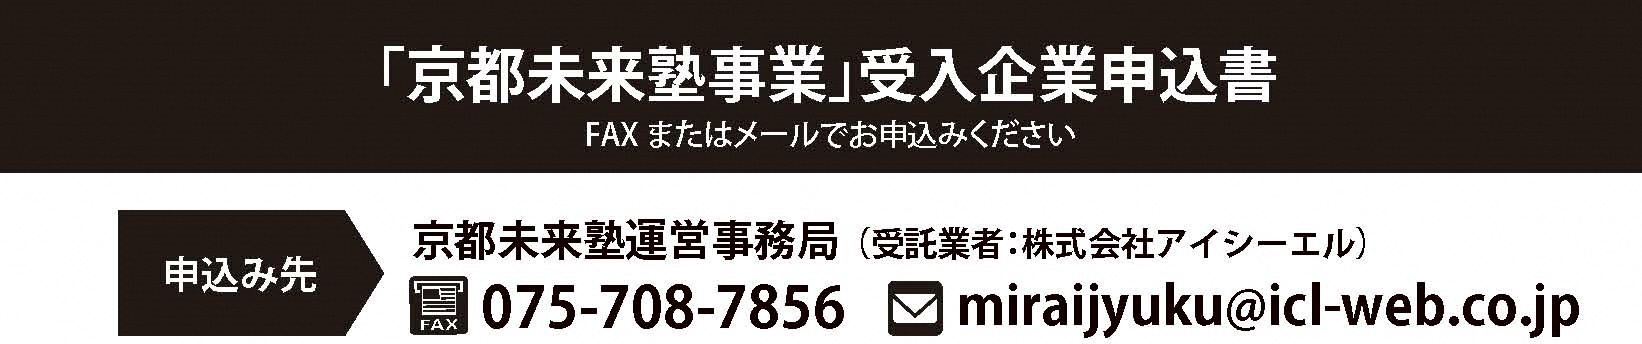 「京都未来塾事業」受入企業申込書
FAX またはメールでお申込みください
申込み先
京都未来塾運営事務局（受託業者：株式会社アイシーエル）
FAX 075-708-7856 miraijyuku@icl-web.co.jp